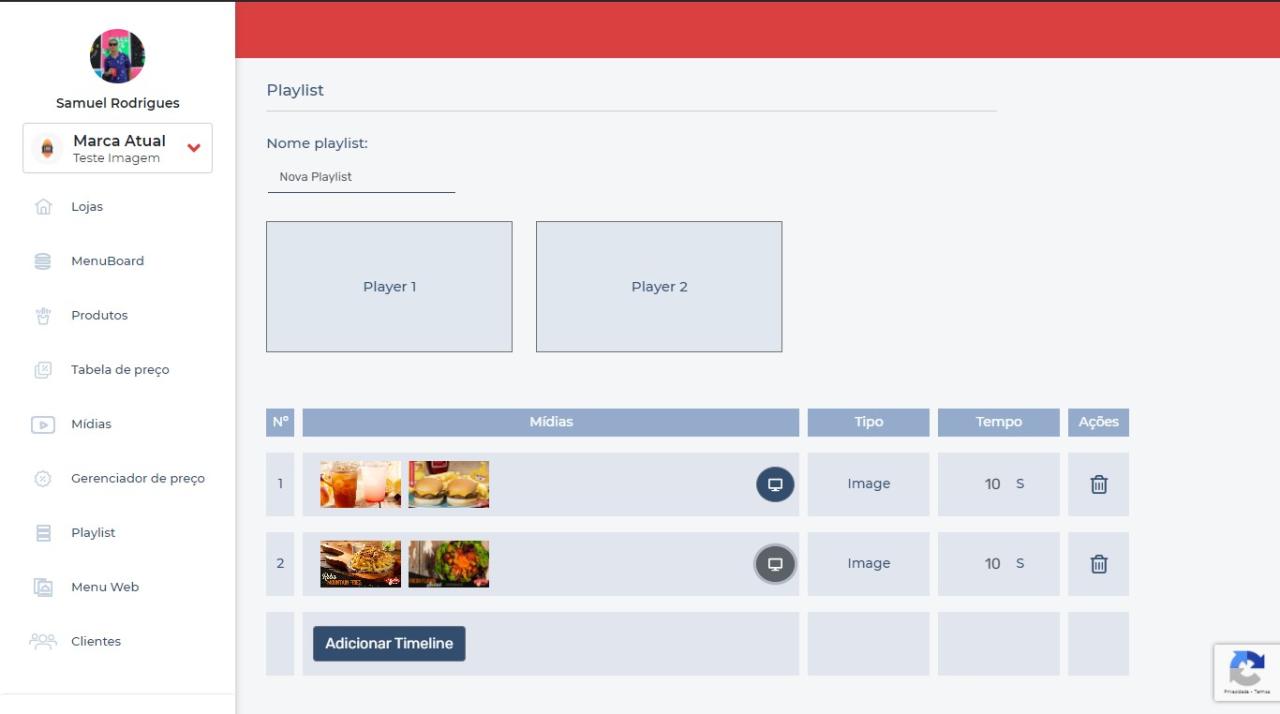 Samuel Rodrigues
Marca Atual
Teste Imagem
Lojas
MenuBoard
Produtos
Tabela de preço
Mídias
Gerenciador de preço
Playlist
Menu Web
Clientes
Playlist
Nome playlist:
Nova Playlist
Player 1
Player 2
Nº Mídias Tipo Tempo Ações
1 Image 10 S
2 Image 10 S
Adicionar Timeline
Privacidade - Termos